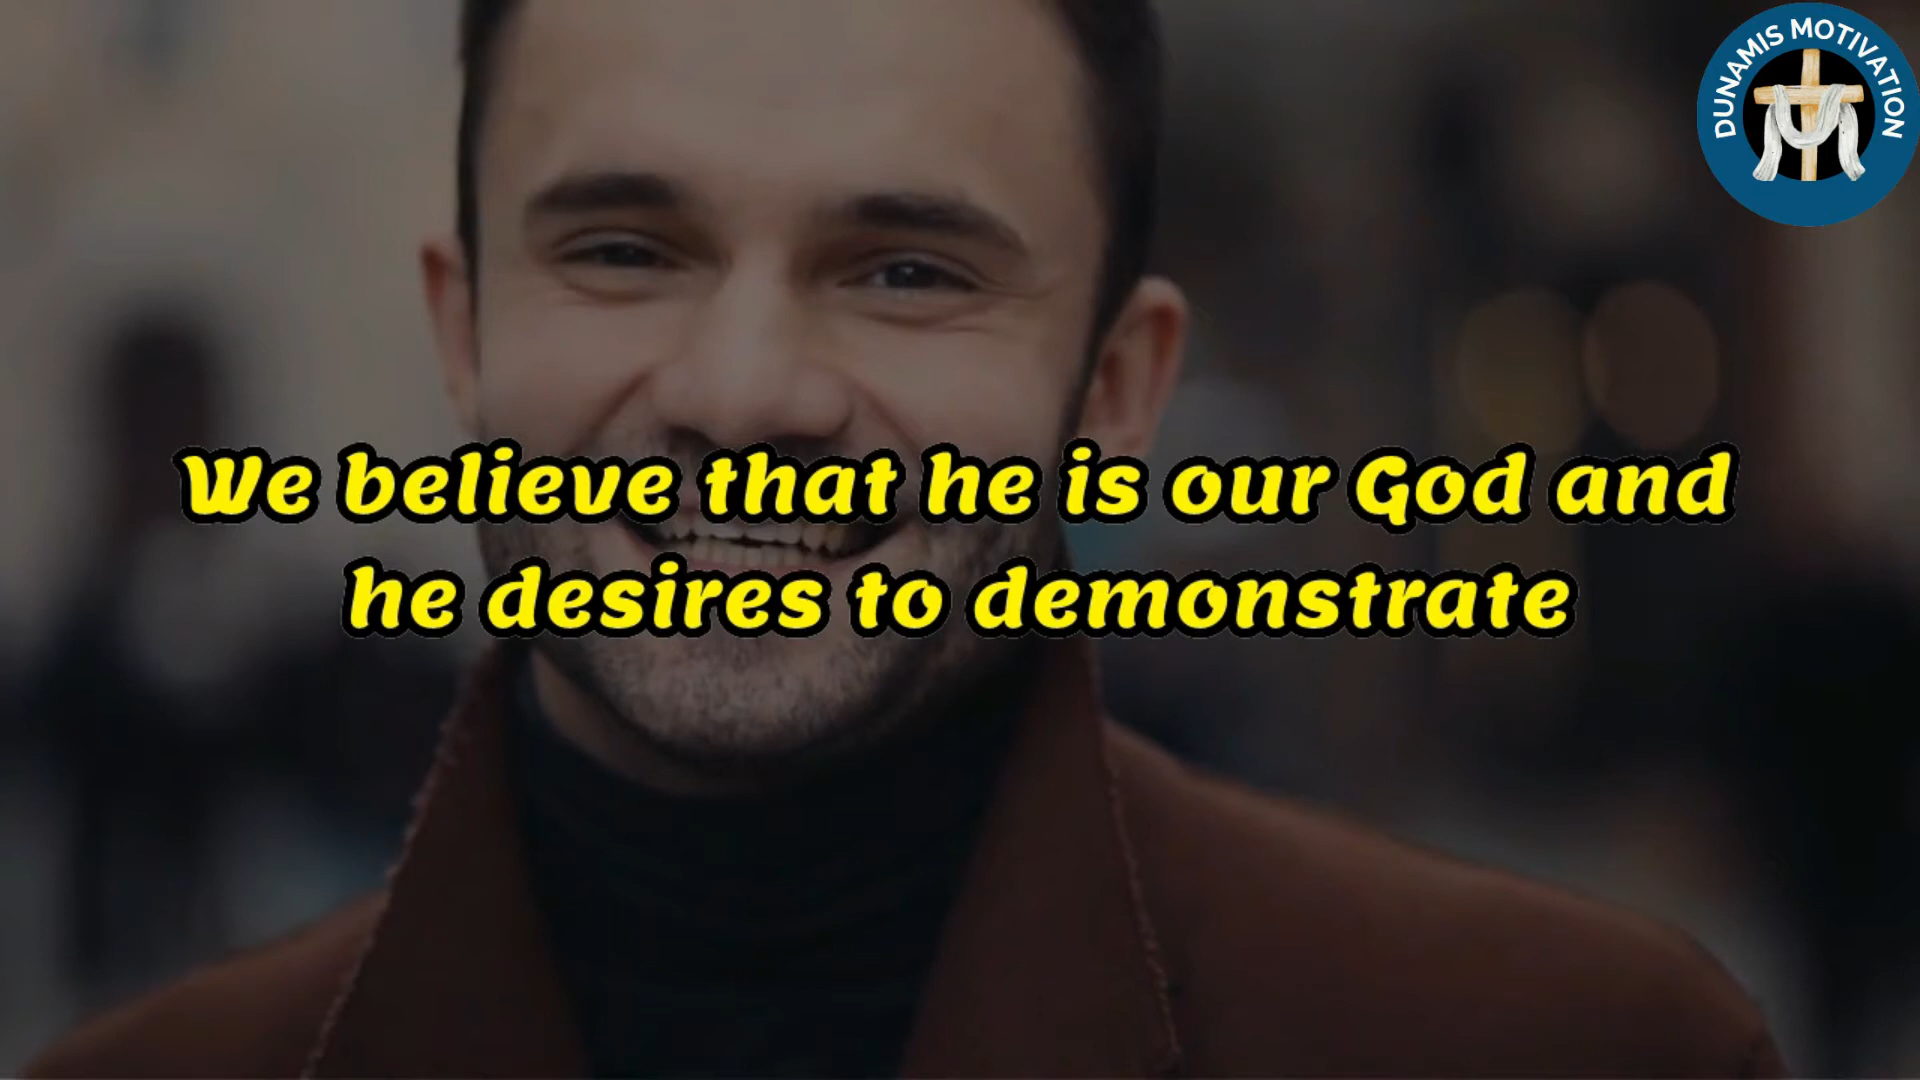 DUNAMIS MOTIVATION
We believe that he is our God and
he desires to demonstrate